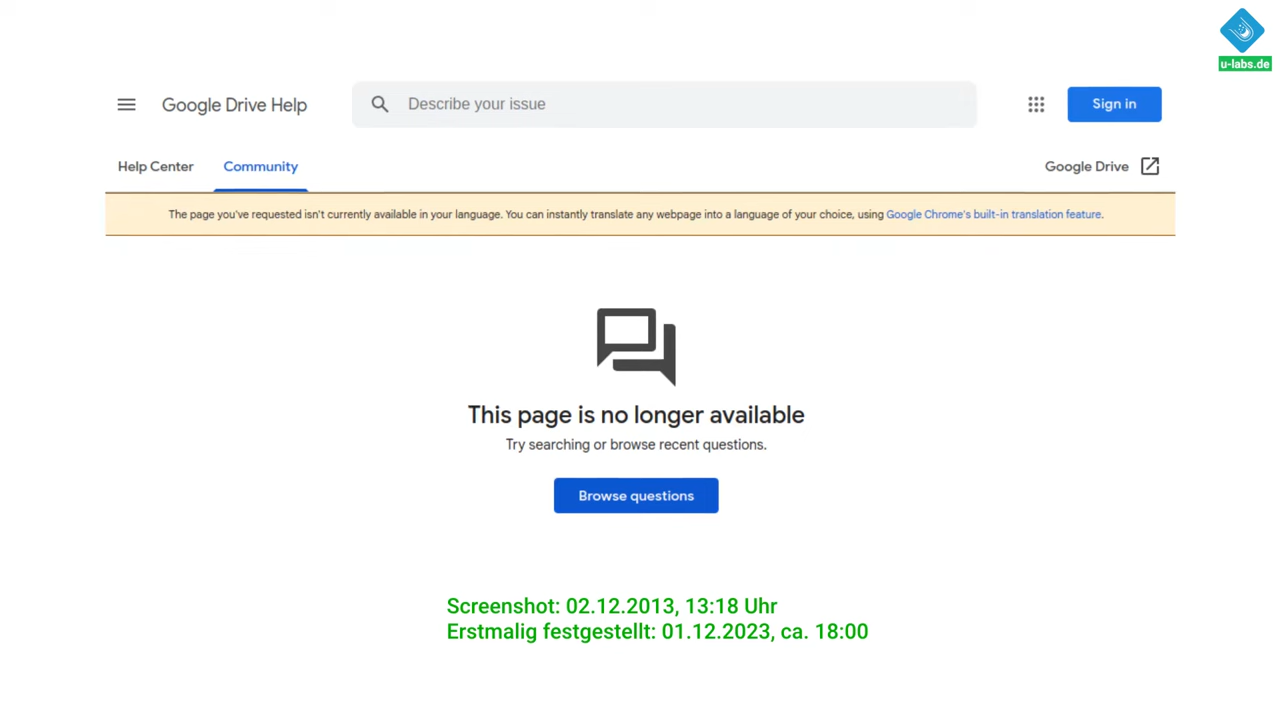 u-labs.de
Google Drive Help
Describe your issue
Sign in
Help Center
Community
Google Drive
The page you've requested isn't currently available in your language. You can instantly translate any webpage into a language of your choice, using Google Chrome's built-in translation feature.
This page is no longer available
Try searching or browse recent questions.
Browse questions
Screenshot: 02.12.2013, 13:18 Uhr
Erstmalig festgestellt: 01.12.2023, ca. 18:00